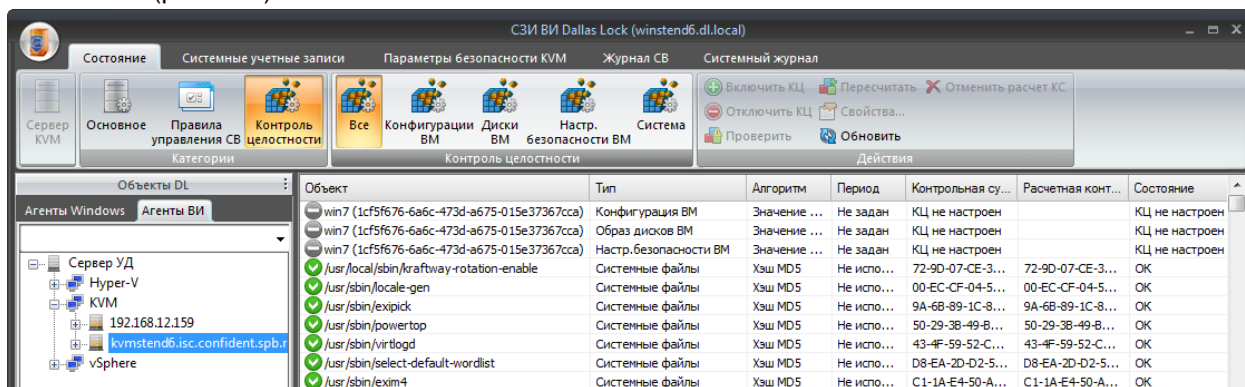 СЗИ ВИ Dallas Lock (winstend6.dl.local)
Состояние Системные учетные записи Параметры безопасности KVM Журнал СВ Системный журнал
Сервер KVM
Основное
Правила управления СВ
Контроль целостности
Категории
Все
Конфигурации ВМ
Диски ВМ
Настр. безопасности ВМ
Система
Контроль целостности
Включить КЦ Пересчитать Отменить расчет КС
Отключить КЦ Свойства...
Проверить Обновить
Действия
Объекты DL
Агенты Windows Агенты ВИ
Сервер УД
Hyper-V
KVM
192.168.12.159
kvmstend6.isc.confident.spb.r
vSphere
Объект Тип Алгоритм Период Контрольная су... Расчетная конт... Состояние
win7 (1cf5f676-6a6c-473d-a675-015e37367cca) Конфигурация ВМ Значение ... Не задан КЦ не настроен КЦ не настроен
win7 (1cf5f676-6a6c-473d-a675-015e37367cca) Образ дисков ВМ Значение ... Не задан КЦ не настроен КЦ не настроен
win7 (1cf5f676-6a6c-473d-a675-015e37367cca) Настр.безопасности ВМ Значение ... Не задан КЦ не настроен КЦ не настроен
/usr/local/sbin/kraftway-rotation-enable Системные файлы Хэш MD5 Не испо... 72-9D-07-CE-3... 72-9D-07-CE-3... ОК
/usr/sbin/locale-gen Системные файлы Хэш MD5 Не испо... 00-EC-CF-04-5... 00-EC-CF-04-5... ОК
/usr/sbin/exipick Системные файлы Хэш MD5 Не испо... 9A-6B-89-1C-8... 9A-6B-89-1C-8... ОК
/usr/sbin/powertop Системные файлы Хэш MD5 Не испо... 50-29-3B-49-B... 50-29-3B-49-B... ОК
/usr/sbin/virtlogd Системные файлы Хэш MD5 Не испо... 43-4F-59-52-C... 43-4F-59-52-C... ОК
/usr/sbin/select-default-wordlist Системные файлы Хэш MD5 Не испо... D8-EA-2D-D2-5... D8-EA-2D-D2-5... ОК
/usr/sbin/exim4 Системные файлы Хэш MD5 Не испо... C1-1A-E4-50-A... C1-1A-E4-50-A... ОК